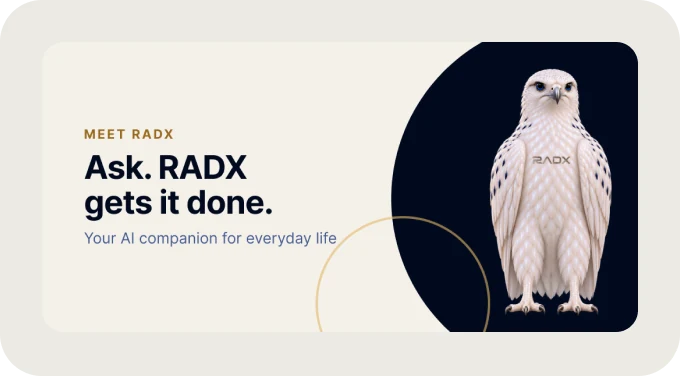 MEET RADX
Ask. RADX
gets it done.
Your AI companion for everyday life
RADX